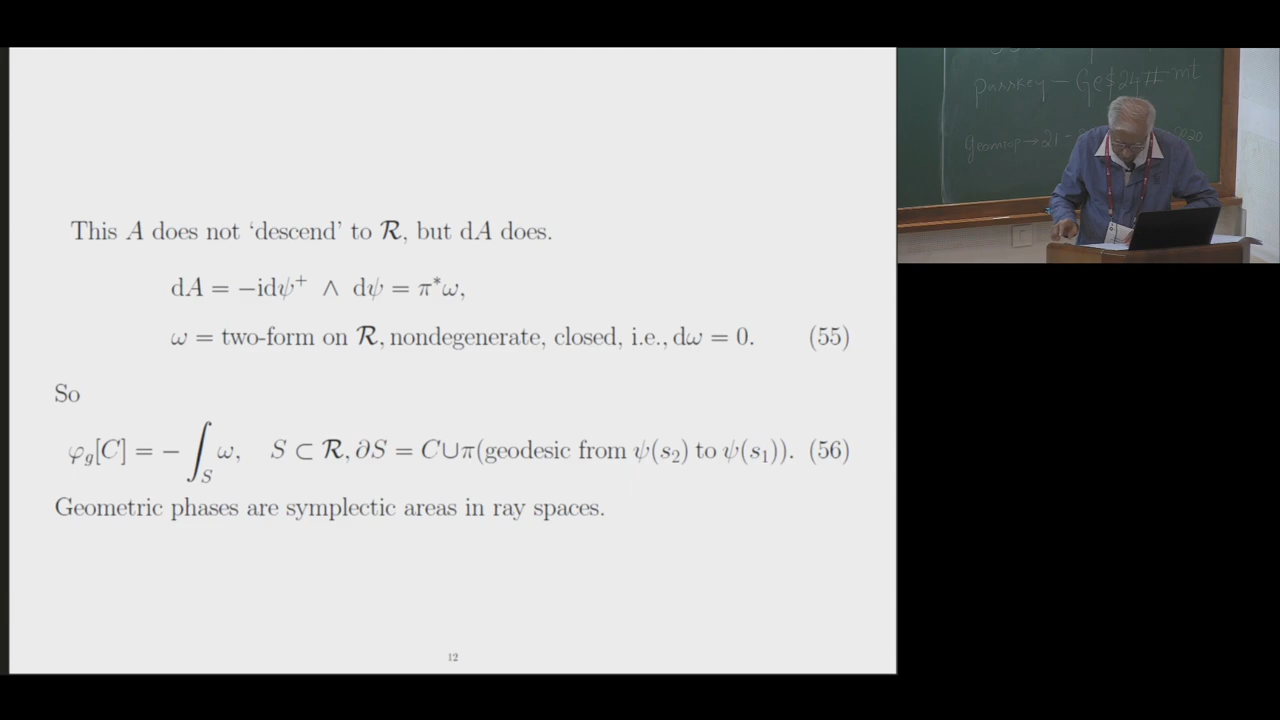 This A does not ‘descend’ to ℛ, but dA does.
dA = −idψ⁺ ∧ dψ = π*ω,
ω = two-form on ℛ, nondegenerate, closed, i.e., dω = 0. (55)
So
φ_g[C] = − ∫_S ω, S ⊂ ℛ, ∂S = C∪π(geodesic from ψ(s₂) to ψ(s₁)). (56)
Geometric phases are symplectic areas in ray spaces.
12